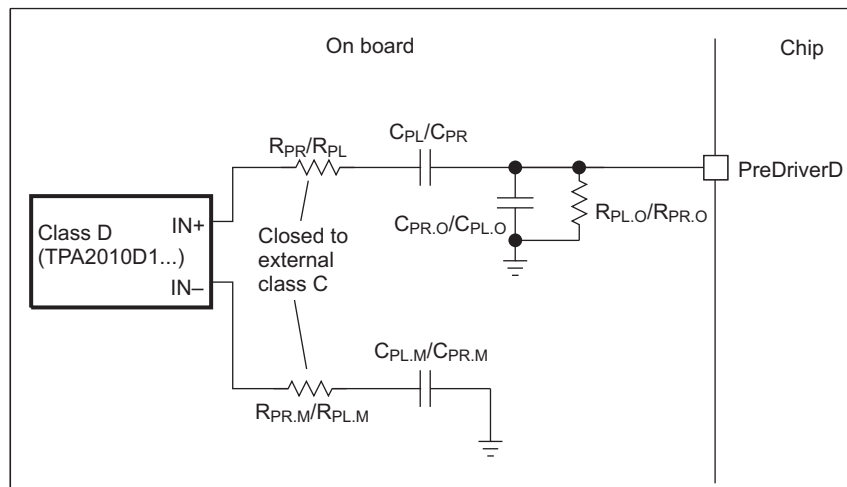 On board
Chip
RPR/RPL
CPL/CPR
PreDriverD
CPR.O/CPL.O
RPL.O/RPR.O
Class D
(TPA2010D1...)
IN+
IN–
Closed to
external
class C
CPL.M/CPR.M
RPR.M/RPL.M